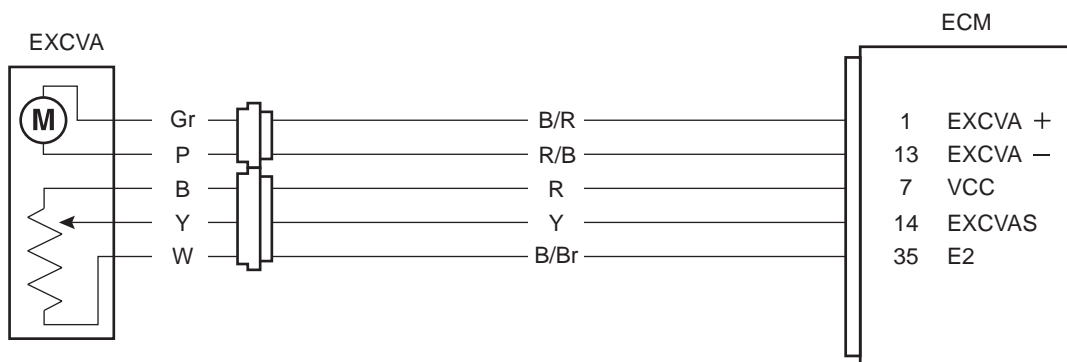 ECM
EXCVA
M
Gr B/R 1 EXCVA +
P R/B 13 EXCVA −
B R 7 VCC
Y Y 14 EXCVAS
W B/Br 35 E2